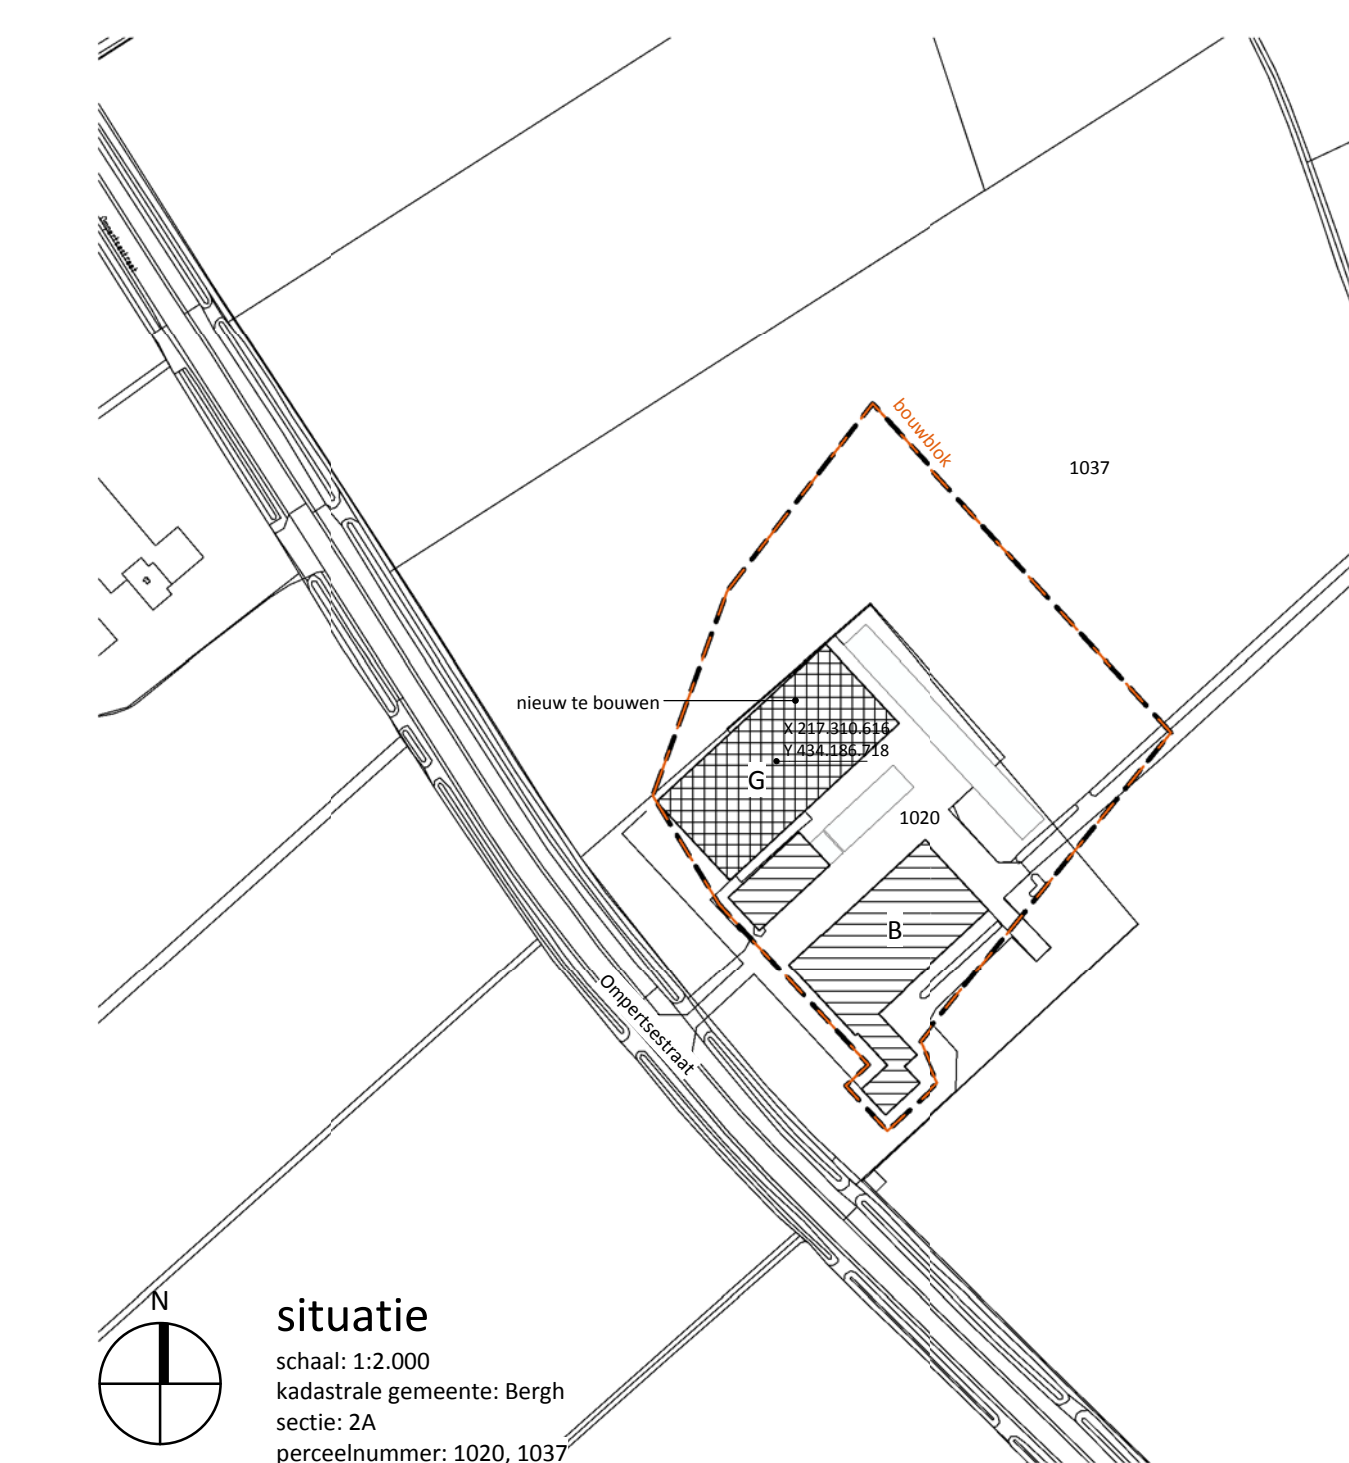 Ompertsestraat
bouwblok
1037
nieuw te bouwen
X 217.310.616
Y 434.186.718
G
1020
B
Ompertsestraat
N
situatie
schaal: 1:2.000
kadastrale gemeente: Bergh
sectie: 2A
perceelnummer: 1020, 1037